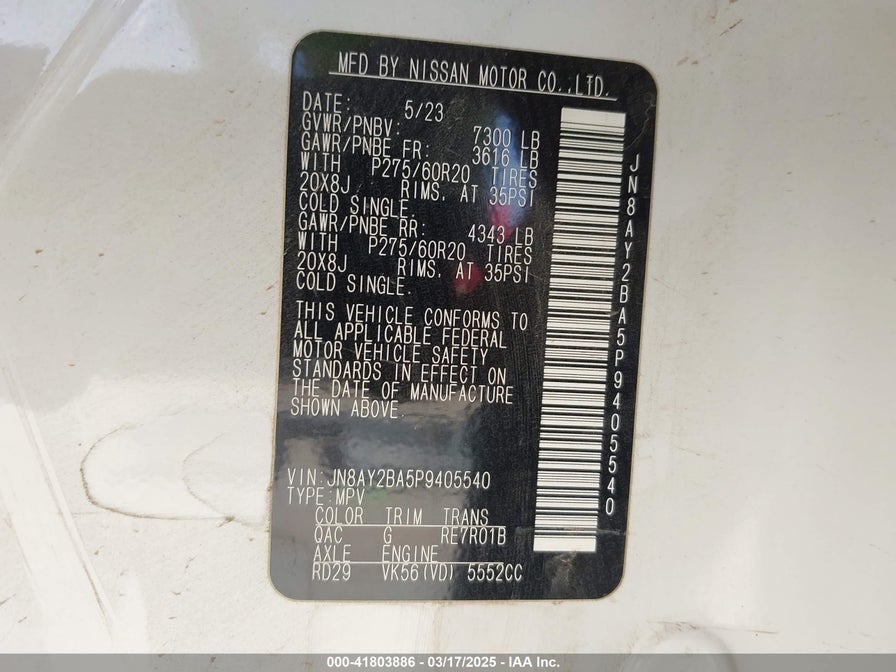 MFD BY NISSAN MOTOR CO.,LTD.
DATE: 5/23
GVWR/PNBV: 7300 LB
GAWR/PNBE FR: 3616 LB
WITH P275/60R20 TIRES
20X8J RIMS, AT 35PSI
COLD SINGLE.
GAWR/PNBE RR: 4343 LB
WITH P275/60R20 TIRES
20X8J RIMS, AT 35PSI
COLD SINGLE.
THIS VEHICLE CONFORMS TO
ALL APPLICABLE FEDERAL
MOTOR VEHICLE SAFETY
STANDARDS IN EFFECT ON
THE DATE OF MANUFACTURE
SHOWN ABOVE.
VIN:JN8AY2BA5P9405540
TYPE:MPV
COLOR TRIM TRANS
QAC G RE7R01B
AXLE ENGINE
RD29 VK56(VD) 5552CC
JN8AY2BA5P9405540
000-41803886 - 03/17/2025 - IAA Inc.